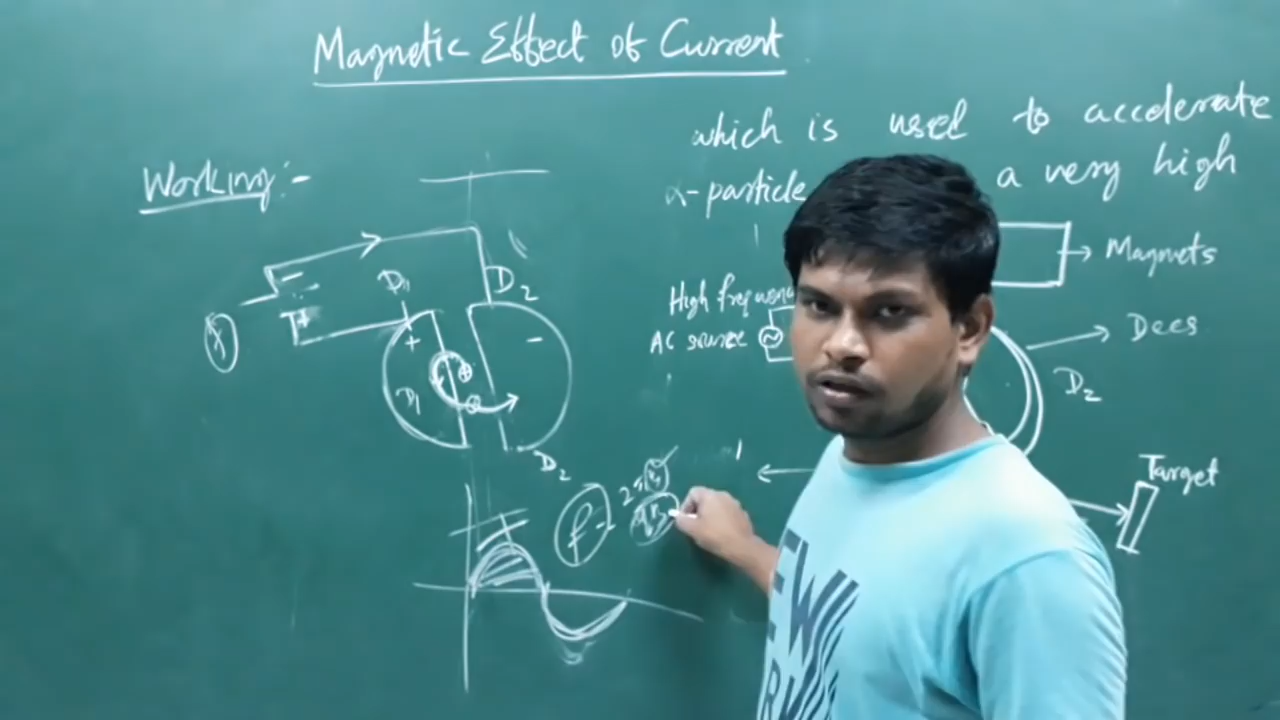 Magnetic Effect of Current
which is used to accelerate
α-particle a very high
Working:-
Magnets
D2
D1
High frequen
AC source
Dees
D2
+ -
D1
D2
Target
f =